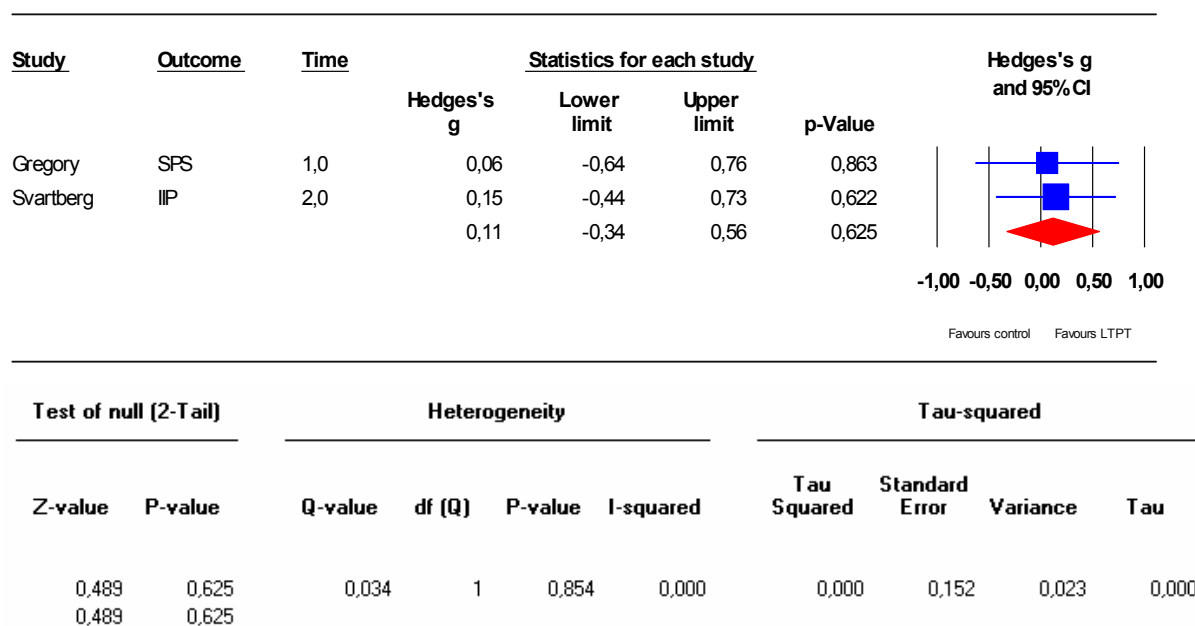 Study Outcome Time Statistics for each study Hedges's g
and 95% CI
Hedges's Lower Upper
g limit limit p-Value
Gregory SPS 1,0 0,06 -0,64 0,76 0,863
Svartberg IIP 2,0 0,15 -0,44 0,73 0,622
0,11 -0,34 0,56 0,625
-1,00 -0,50 0,00 0,50 1,00
Favours control Favours LTPT
Test of null (2-Tail) Heterogeneity Tau-squared
Tau Standard
Z-value P-value Q-value df (Q) P-value I-squared Squared Error Variance Tau
0,489 0,625 0,034 1 0,854 0,000 0,000 0,152 0,023 0,000
0,489 0,625